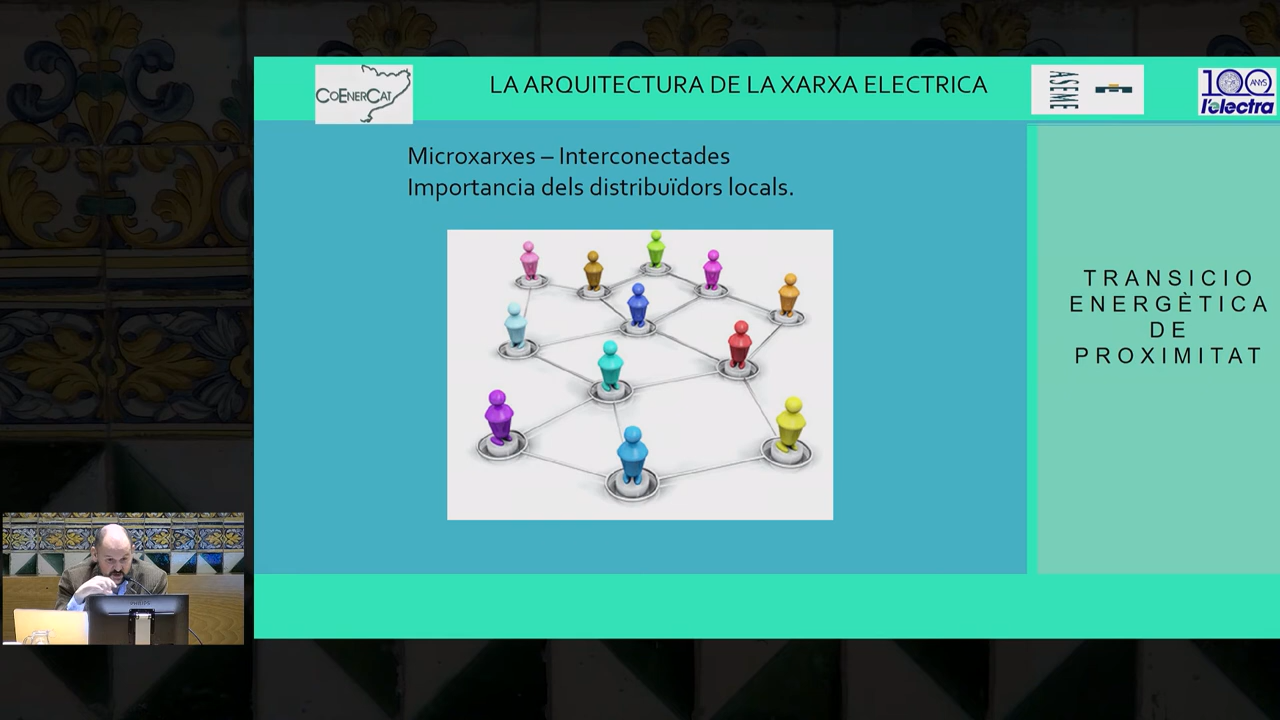 COENERCAT
LA ARQUITECTURA DE LA XARXA ELECTRICA
ASEME
100 ANYS
l'electra
Microxarxes – Interconectades
Importancia dels distribuïdors locals.
TRANSICIO
ENERGÈTICA
DE
PROXIMITAT
PHILIPS